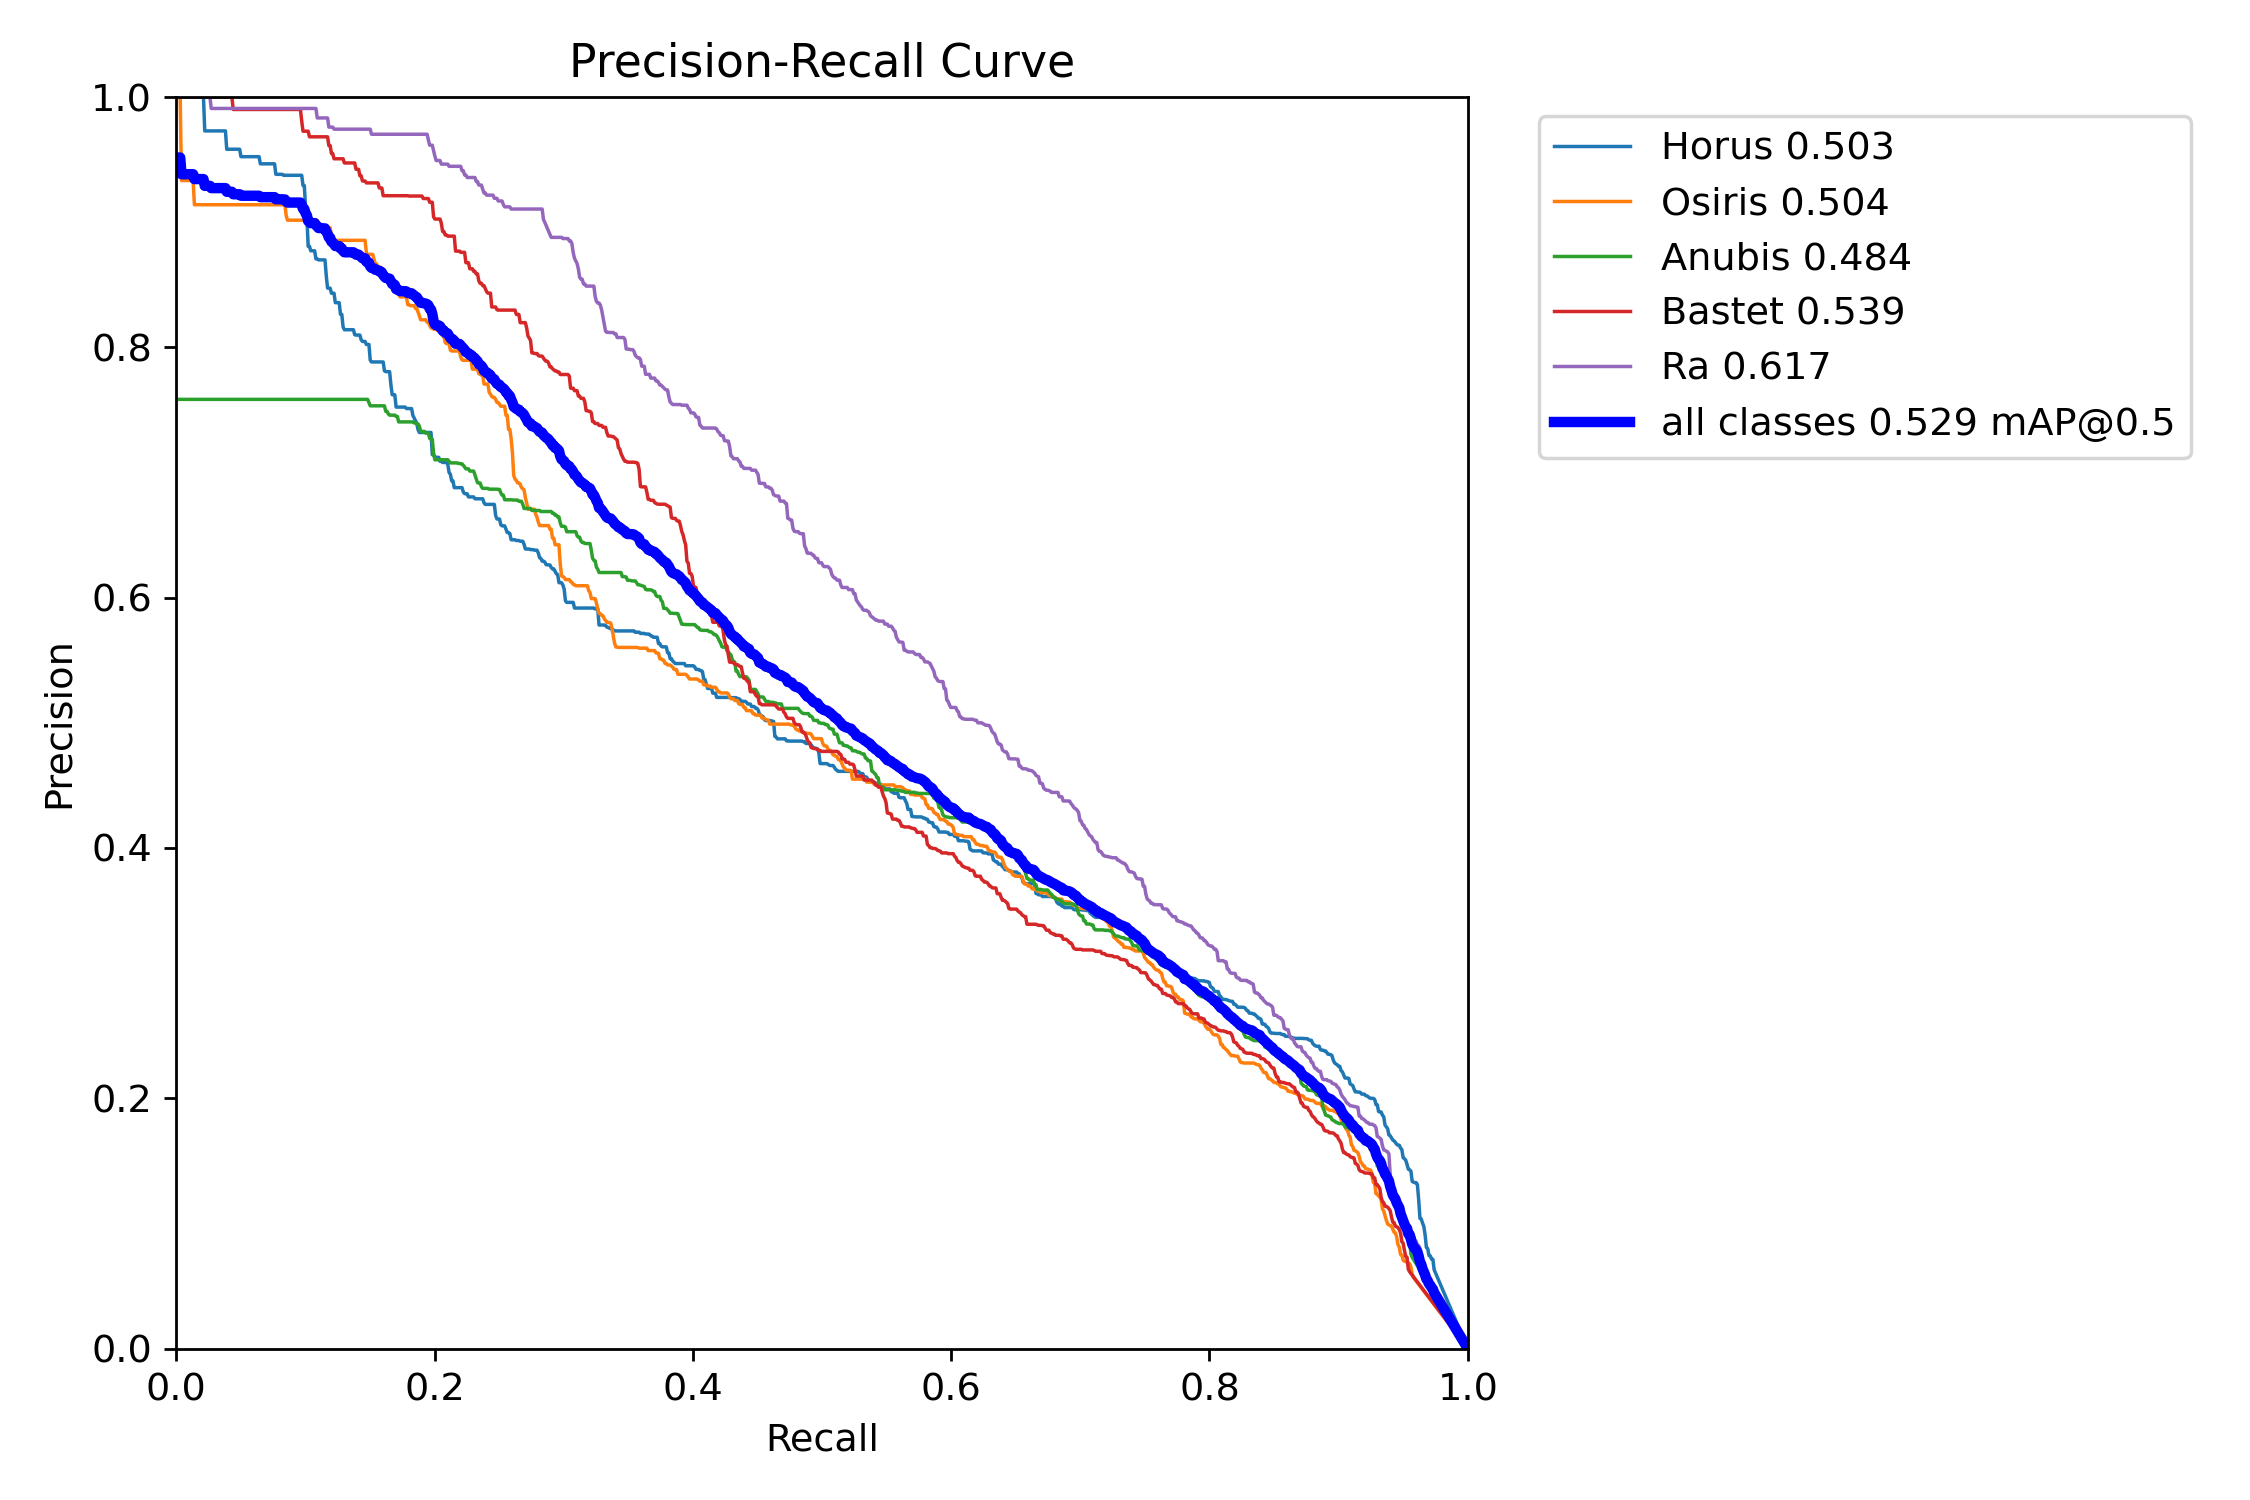 Precision-Recall Curve
1.0
0.8
0.6
0.4
0.2
0.0
Precision
0.0 0.2 0.4 0.6 0.8 1.0
Recall
Horus 0.503
Osiris 0.504
Anubis 0.484
Bastet 0.539
Ra 0.617
all classes 0.529 mAP@0.5